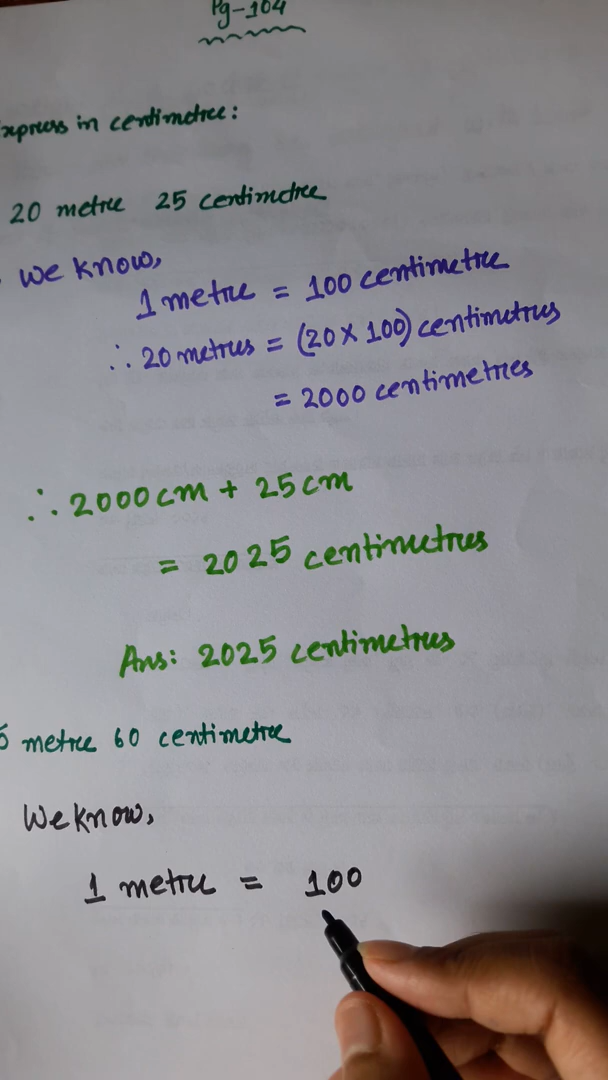 Pg-104
Express in centimetre:
20 metre 25 centimetre
We know,
1 metre = 100 centimetre
∴ 20 metres = (20 × 100) centimetres
= 2000 centimetres
∴ 2000 cm + 25 cm
= 2025 centimetres
Ans: 2025 centimetres
metre 60 centimetre
We know,
1 metre = 100